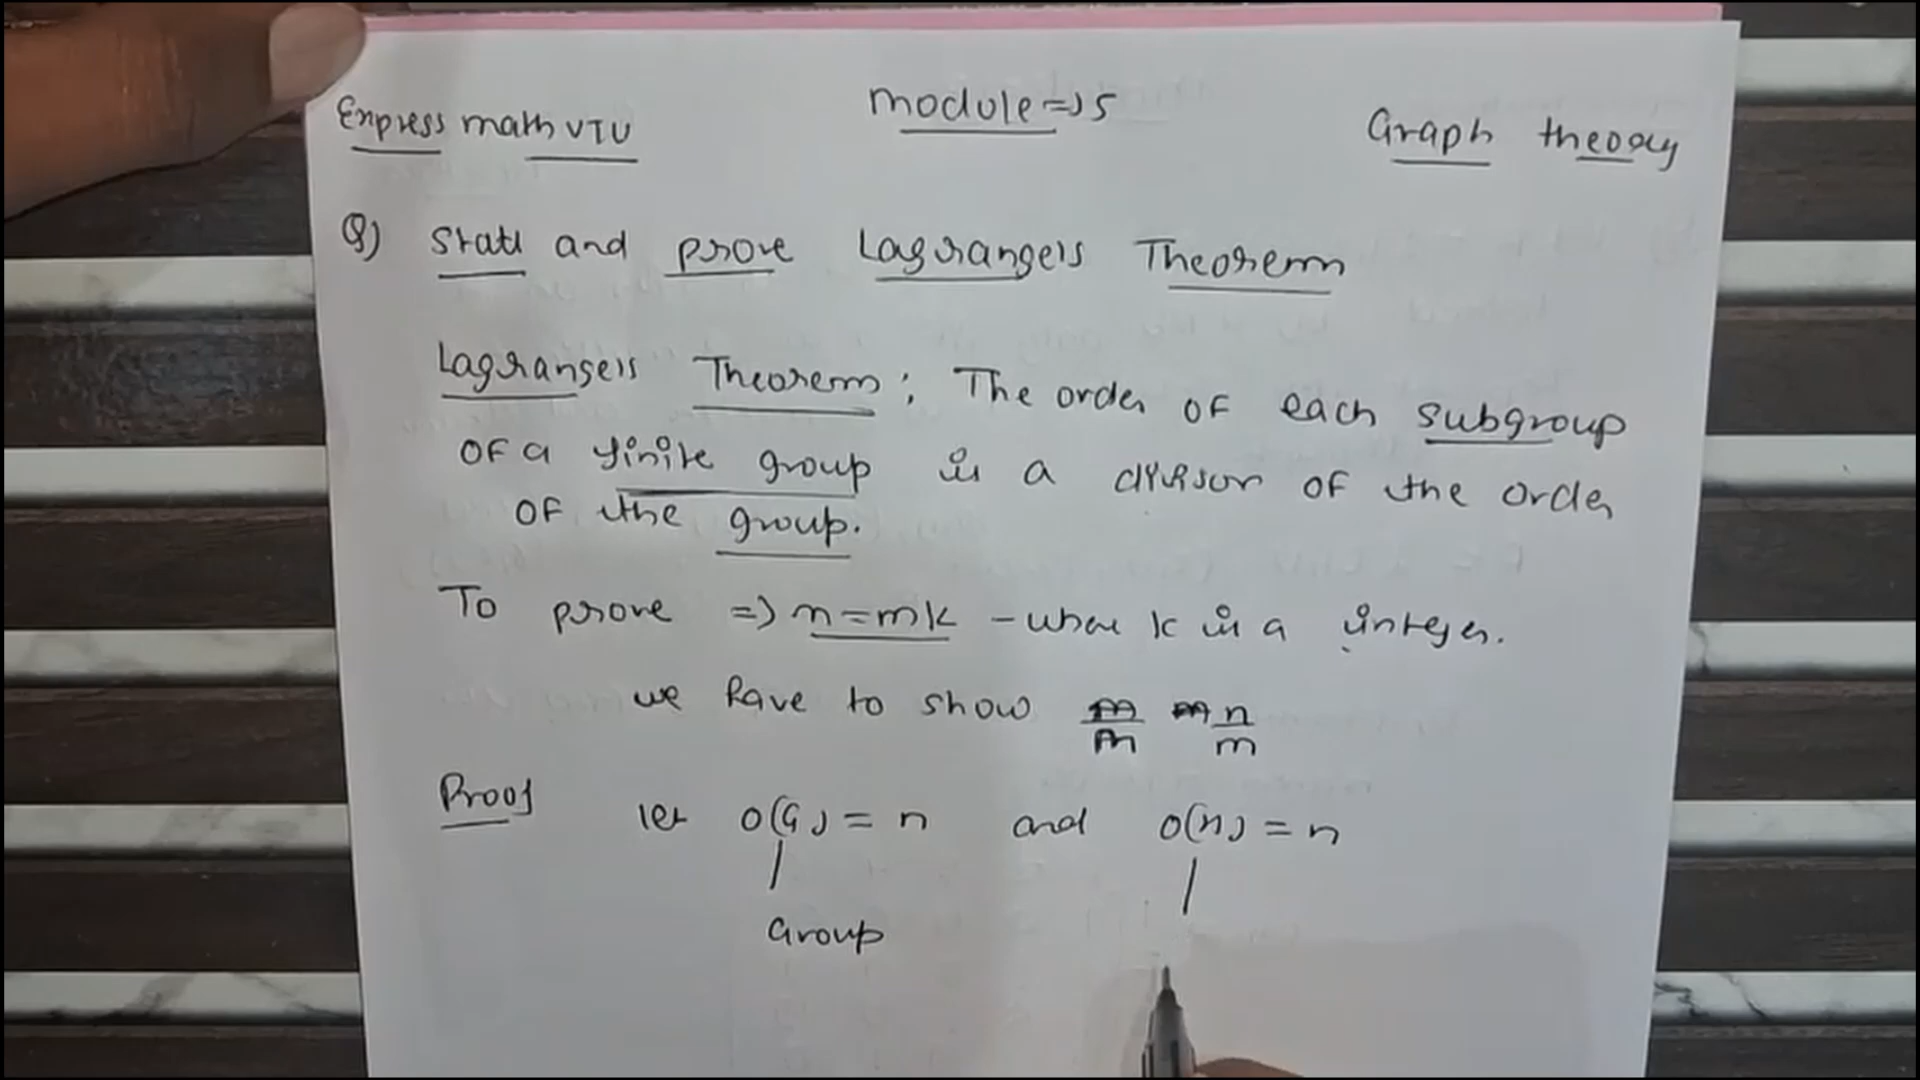 Express math VTU
module => 5
Graph theory
Q) State and prove Lagrange's Theorem
Lagrange's Theorem : The order of each subgroup
of a finite group is a divisor of the order
of the group.
To prove => n = mk - where k is a integer.
we have to show n/m
Proof let o(G) = n and o(H) = n
Group